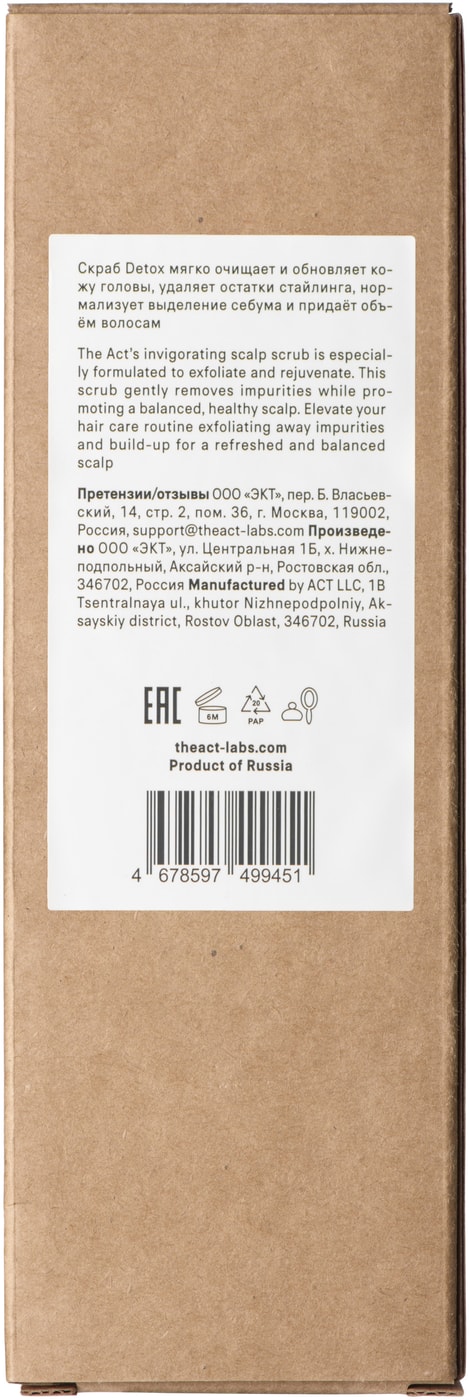 Скраб Detox мягко очищает и обновляет ко-
жу головы, удаляет остатки стайлинга, нор-
мализует выделение себума и придаёт объ-
ём волосам
The Act's invigorating scalp scrub is especial-
ly formulated to exfoliate and rejuvenate. This
scrub gently removes impurities while pro-
moting a balanced, healthy scalp. Elevate your
hair care routine exfoliating away impurities
and build-up for a refreshed and balanced
scalp
Претензии/отзывы ООО «ЭКТ», пер. Б. Власьев-
ский, 14, стр. 2, пом. 36, г. Москва, 119002,
Россия, support@theact-labs.com Произведе-
но ООО «ЭКТ», ул. Центральная 1Б, х. Нижне-
подпольный, Аксайский р-н, Ростовская обл.,
346702, Россия Manufactured by ACT LLC, 1B
Tsentralnaya ul., khutor Nizhnepodpolniy, Ak-
sayskiy district, Rostov Oblast, 346702, Russia
EAC 6M 20 PAP
theact-labs.com
Product of Russia
4 678597 499451